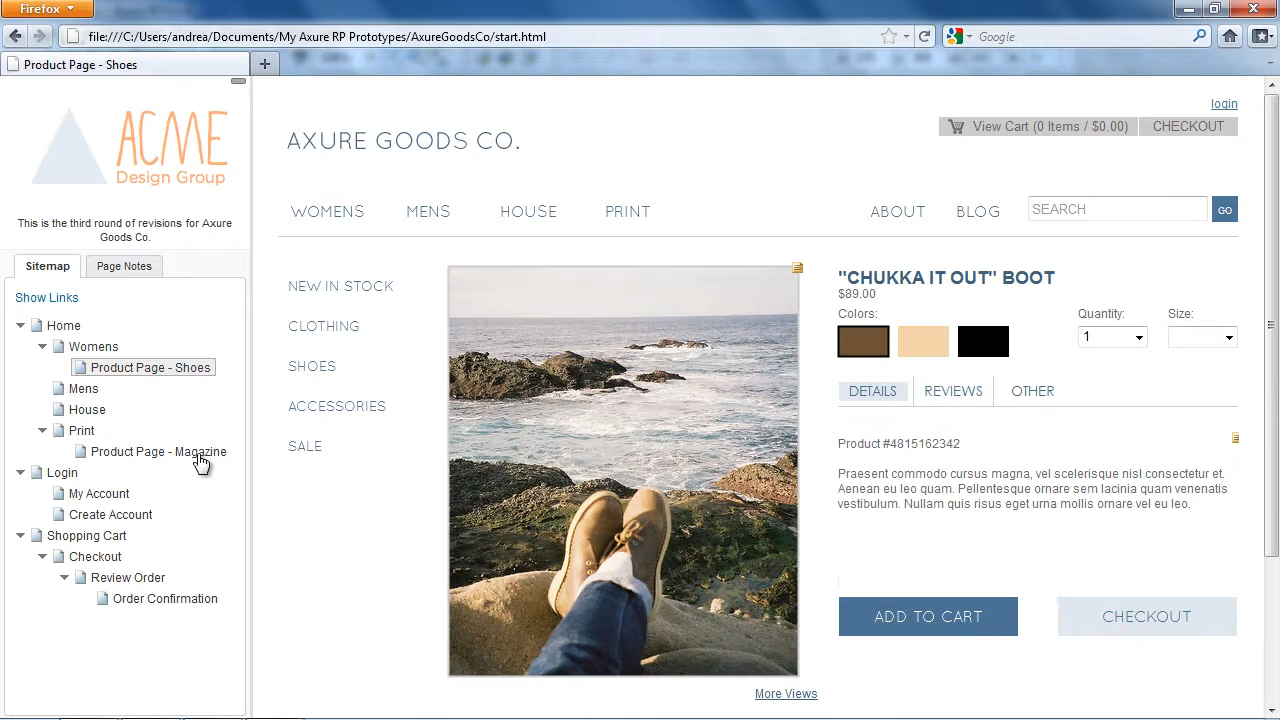 Firefox
file:///C:/Users/andrea/Documents/My Axure RP Prototypes/AxureGoodsCo/start.html
Google
Product Page - Shoes
ACME
Design Group
This is the third round of revisions for Axure
Goods Co.
Sitemap
Page Notes
Show Links
Home
Womens
Product Page - Shoes
Mens
House
Print
Product Page - Magazine
Login
My Account
Create Account
Shopping Cart
Checkout
Review Order
Order Confirmation
login
View Cart (0 Items / $0.00)
CHECKOUT
AXURE GOODS CO.
WOMENS
MENS
HOUSE
PRINT
ABOUT
BLOG
SEARCH
GO
NEW IN STOCK
CLOTHING
SHOES
ACCESSORIES
SALE
More Views
"CHUKKA IT OUT" BOOT
$89.00
Colors:
Quantity:
Size:
1
DETAILS
REVIEWS
OTHER
Product #4815162342
Praesent commodo cursus magna, vel scelerisque nisl consectetur et.
Aenean eu leo quam. Pellentesque ornare sem lacinia quam venenatis
vestibulum. Nullam quis risus eget urna mollis ornare vel eu leo.
ADD TO CART
CHECKOUT